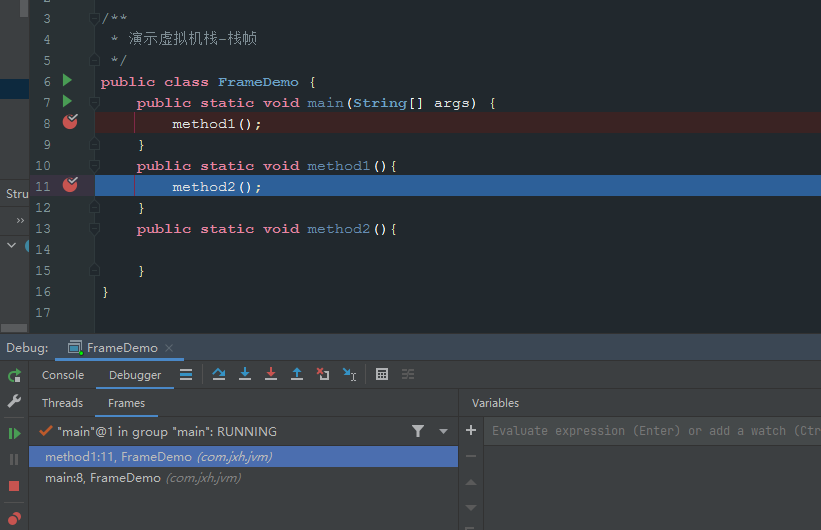 3 /**
4 * 演示虚拟机栈-栈帧
5 */
6 public class FrameDemo {
7 public static void main(String[] args) {
8 method1();
9 }
10 public static void method1(){
11 method2();
12 }
13 public static void method2(){
14
15 }
16 }
17
Stru
»
Debug: FrameDemo ×
Console Debugger
Threads Frames Variables
"main"@1 in group "main": RUNNING
Evaluate expression (Enter) or add a watch (Ctr
method1:11, FrameDemo (com.jxh.jvm)
main:8, FrameDemo (com.jxh.jvm)